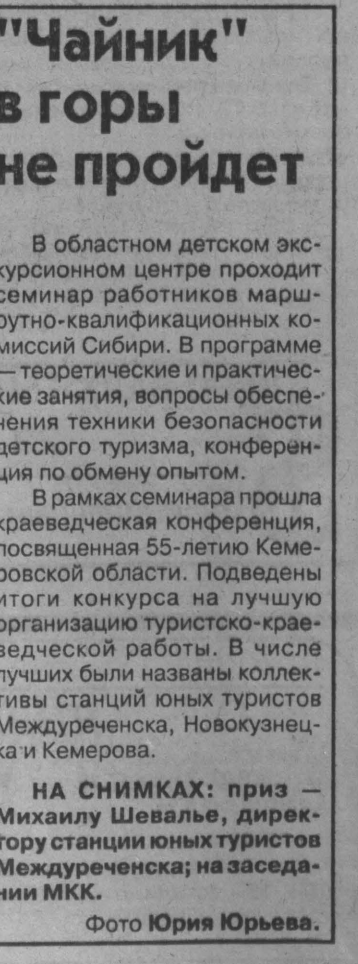 "Чайник"
в горы
не пройдет
В областном детском экс-
курсионном центре проходит
семинар работников марш-
рутно-квалификационных ко-
миссий Сибири. В программе
— теоретические и практичес-
кие занятия, вопросы обеспе-
чения техники безопасности
детского туризма, конферен-
ция по обмену опытом.
В рамках семинара прошла
краеведческая конференция,
посвященная 55-летию Кеме-
ровской области. Подведены
итоги конкурса на лучшую
организацию туристско-крае-
ведческой работы. В числе
лучших были названы коллек-
тивы станций юных туристов
Междуреченска, Новокузнец-
ка и Кемерова.
НА СНИМКАХ: приз —
Михаилу Шевалье, дирек-
тору станции юных туристов
Междуреченска; на заседа-
нии МКК.
Фото Юрия Юрьева.